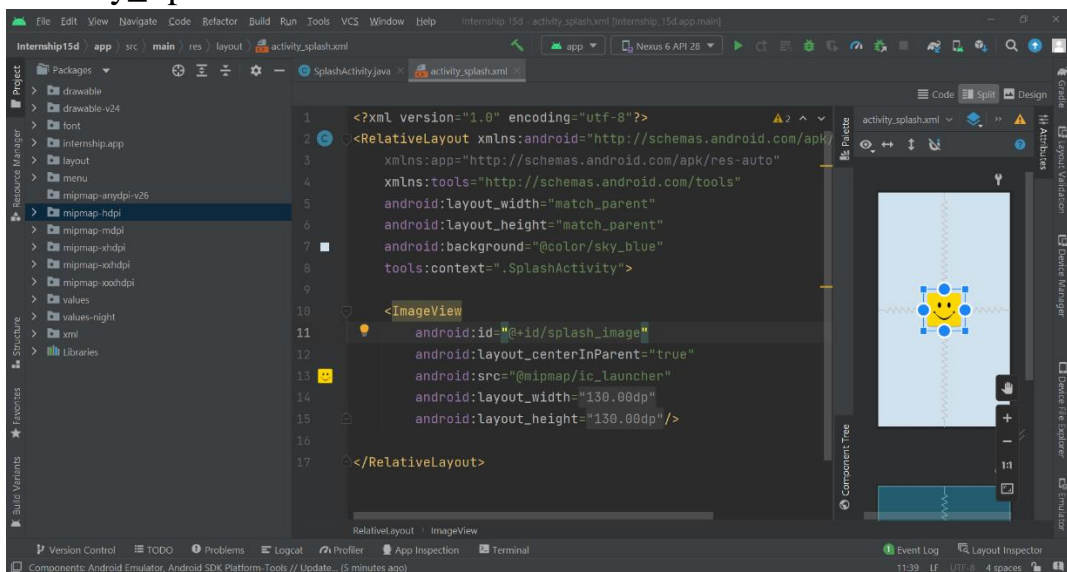 File Edit View Navigate Code Refactor Build Run Tools VCS Window Help Internship 15d - activity_splash.xml [Internship_15d.app.main]
Internship15d app src main res layout activity_splash.xml app Nexus 6 API 28
Packages SplashActivity.java activity_splash.xml
Code Split Design
Project
Resource Manager
Structure
Favorites
Build Variants
drawable
drawable-v24
font
internship.app
layout
menu
mipmap-anydpi-v26
mipmap-hdpi
mipmap-mdpi
mipmap-xhdpi
mipmap-xxhdpi
mipmap-xxxhdpi
values
values-night
xml
Libraries
1 <?xml version="1.0" encoding="utf-8"?> 2
2 <RelativeLayout xmlns:android="http://schemas.android.com/apk/
3 xmlns:app="http://schemas.android.com/apk/res-auto"
4 xmlns:tools="http://schemas.android.com/tools"
5 android:layout_width="match_parent"
6 android:layout_height="match_parent"
7 android:background="@color/sky_blue"
8 tools:context=".SplashActivity">
9
10 <ImageView
11 android:id="@+id/splash_image"
12 android:layout_centerInParent="true"
13 android:src="@mipmap/ic_launcher"
14 android:layout_width="130.00dp"
15 android:layout_height="130.00dp"/>
16
17 </RelativeLayout>
RelativeLayout ImageView
Palette
Component Tree
activity_splash.xml
1:1
Attributes
Gradle
Layout Validation
Device Manager
Device File Explorer
Emulator
Version Control TODO Problems Logcat Profiler App Inspection Terminal Event Log Layout Inspector
Components: Android Emulator, Android SDK Platform-Tools // Update... (5 minutes ago) 11:39 LF UTF-8 4 spaces